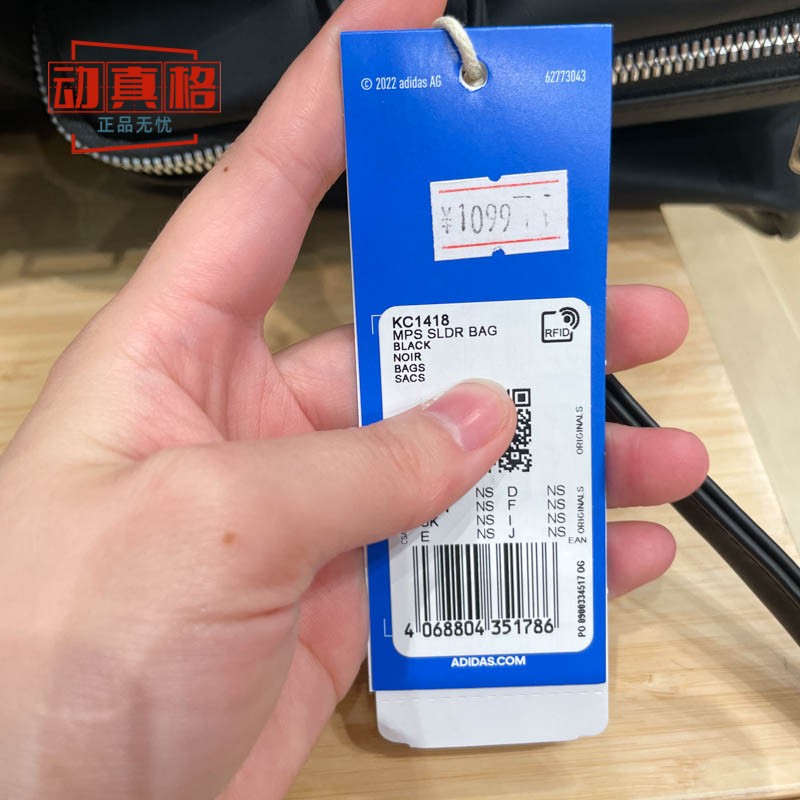 动真格
正品无忧
© 2022 adidas AG
62773043
¥1099
KC1418
MPS SLDR BAG
BLACK
NOIR
BAGS
SACS
RFID
ORIGINALS
NS D NS
NS F NS
NS I NS
E NS J NS
ORIGINALS
EAN
4 068804 351786
PO 0900334517 OG
ADIDAS.COM